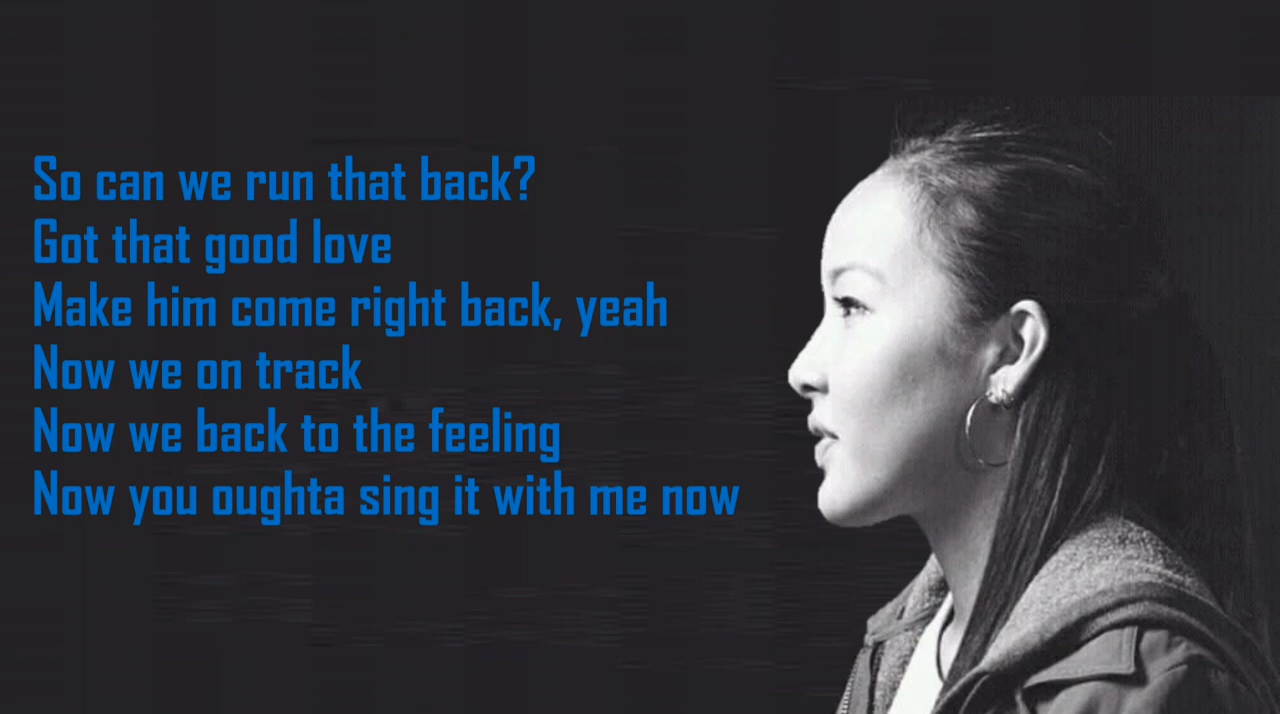 So can we run that back?
Got that good love
Make him come right back, yeah
Now we on track
Now we back to the feeling
Now you oughta sing it with me now